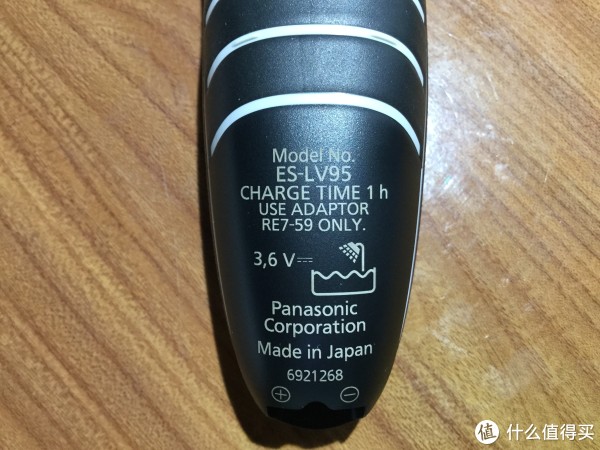 Model No.
ES-LV95
CHARGE TIME 1 h
USE ADAPTOR
RE7-59 ONLY.
3,6 V
Panasonic
Corporation
Made in Japan
6921268
+ −
值 什么值得买